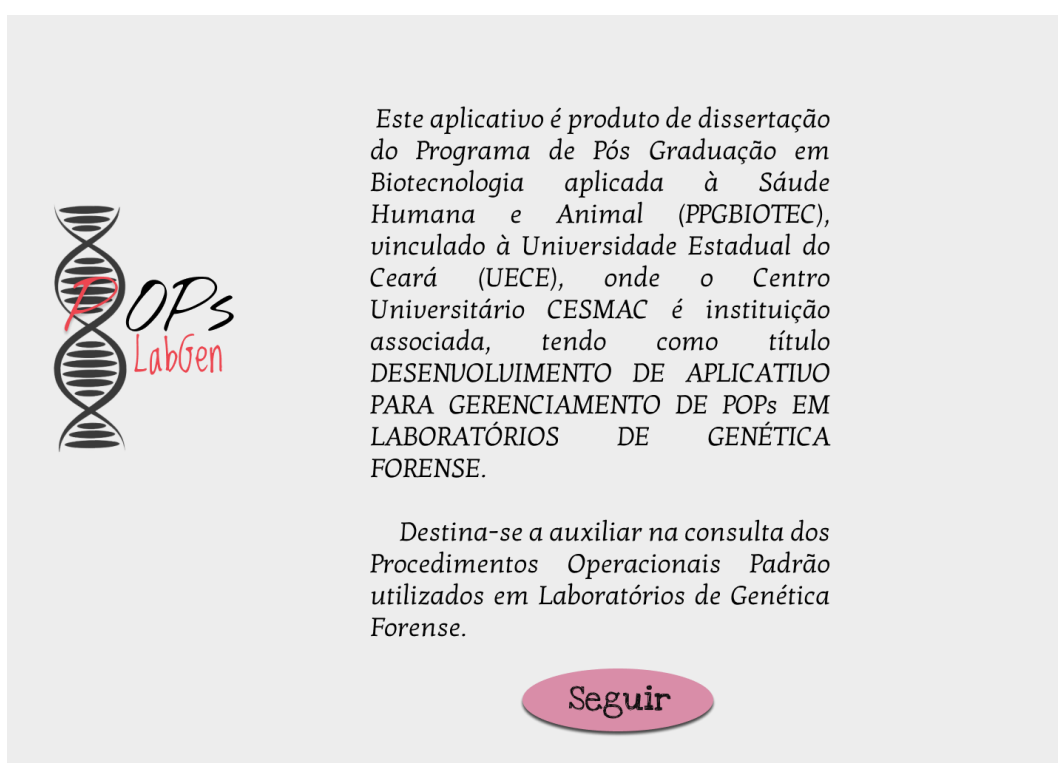 POPs
LabGen
Este aplicativo é produto de dissertação
do Programa de Pós Graduação em
Biotecnologia aplicada à Sáude
Humana e Animal (PPGBIOTEC),
vinculado à Universidade Estadual do
Ceará (UECE), onde o Centro
Universitário CESMAC é instituição
associada, tendo como título
DESENVOLVIMENTO DE APLICATIVO
PARA GERENCIAMENTO DE POPs EM
LABORATÓRIOS DE GENÉTICA
FORENSE.
Destina-se a auxiliar na consulta dos
Procedimentos Operacionais Padrão
utilizados em Laboratórios de Genética
Forense.
Seguir